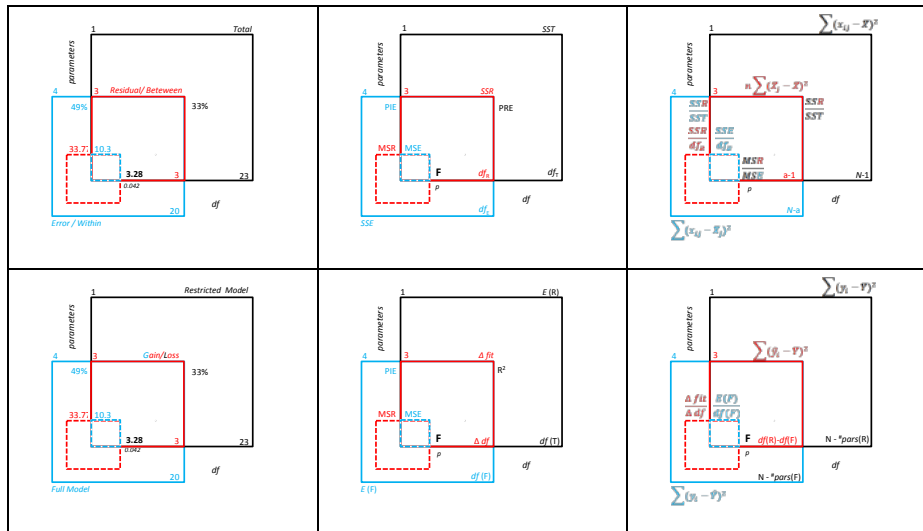 1
Total
parameters
4
3
Residual/ Beteween
49%
33%
33.77
10.3
3.28
0.042
3
23
20
df
Error / Within
1
SST
parameters
4
3
SSR
PIE
PRE
MSR
MSE
F
p
df_R
df_T
df_E
df
SSE
∑(x_ij − x̄)²
1
parameters
4
3
n∑(x̄_j − x̄)²
SSR/SST
SSR/SST
SSR/df_R
SSE/df_E
MSR/MSE
p
a-1
N-1
N-a
df
∑(x_ij − x̄_j)²
1
Restricted Model
parameters
4
3
Gain/Loss
49%
33%
33.77
10.3
3.28
0.042
3
23
20
df
Full Model
1
E (R)
parameters
4
3
Δ fit
PIE
R²
MSR
MSE
F
p
Δ df
df (T)
df (F)
df
E (F)
∑(y_i − Ȳ)²
1
parameters
4
3
∑(ŷ_i − Ȳ)²
Δ fit/Δ df
E(F)/df(F)
F
p
df(R)-df(F)
N - #pars(R)
N - #pars(F)
df